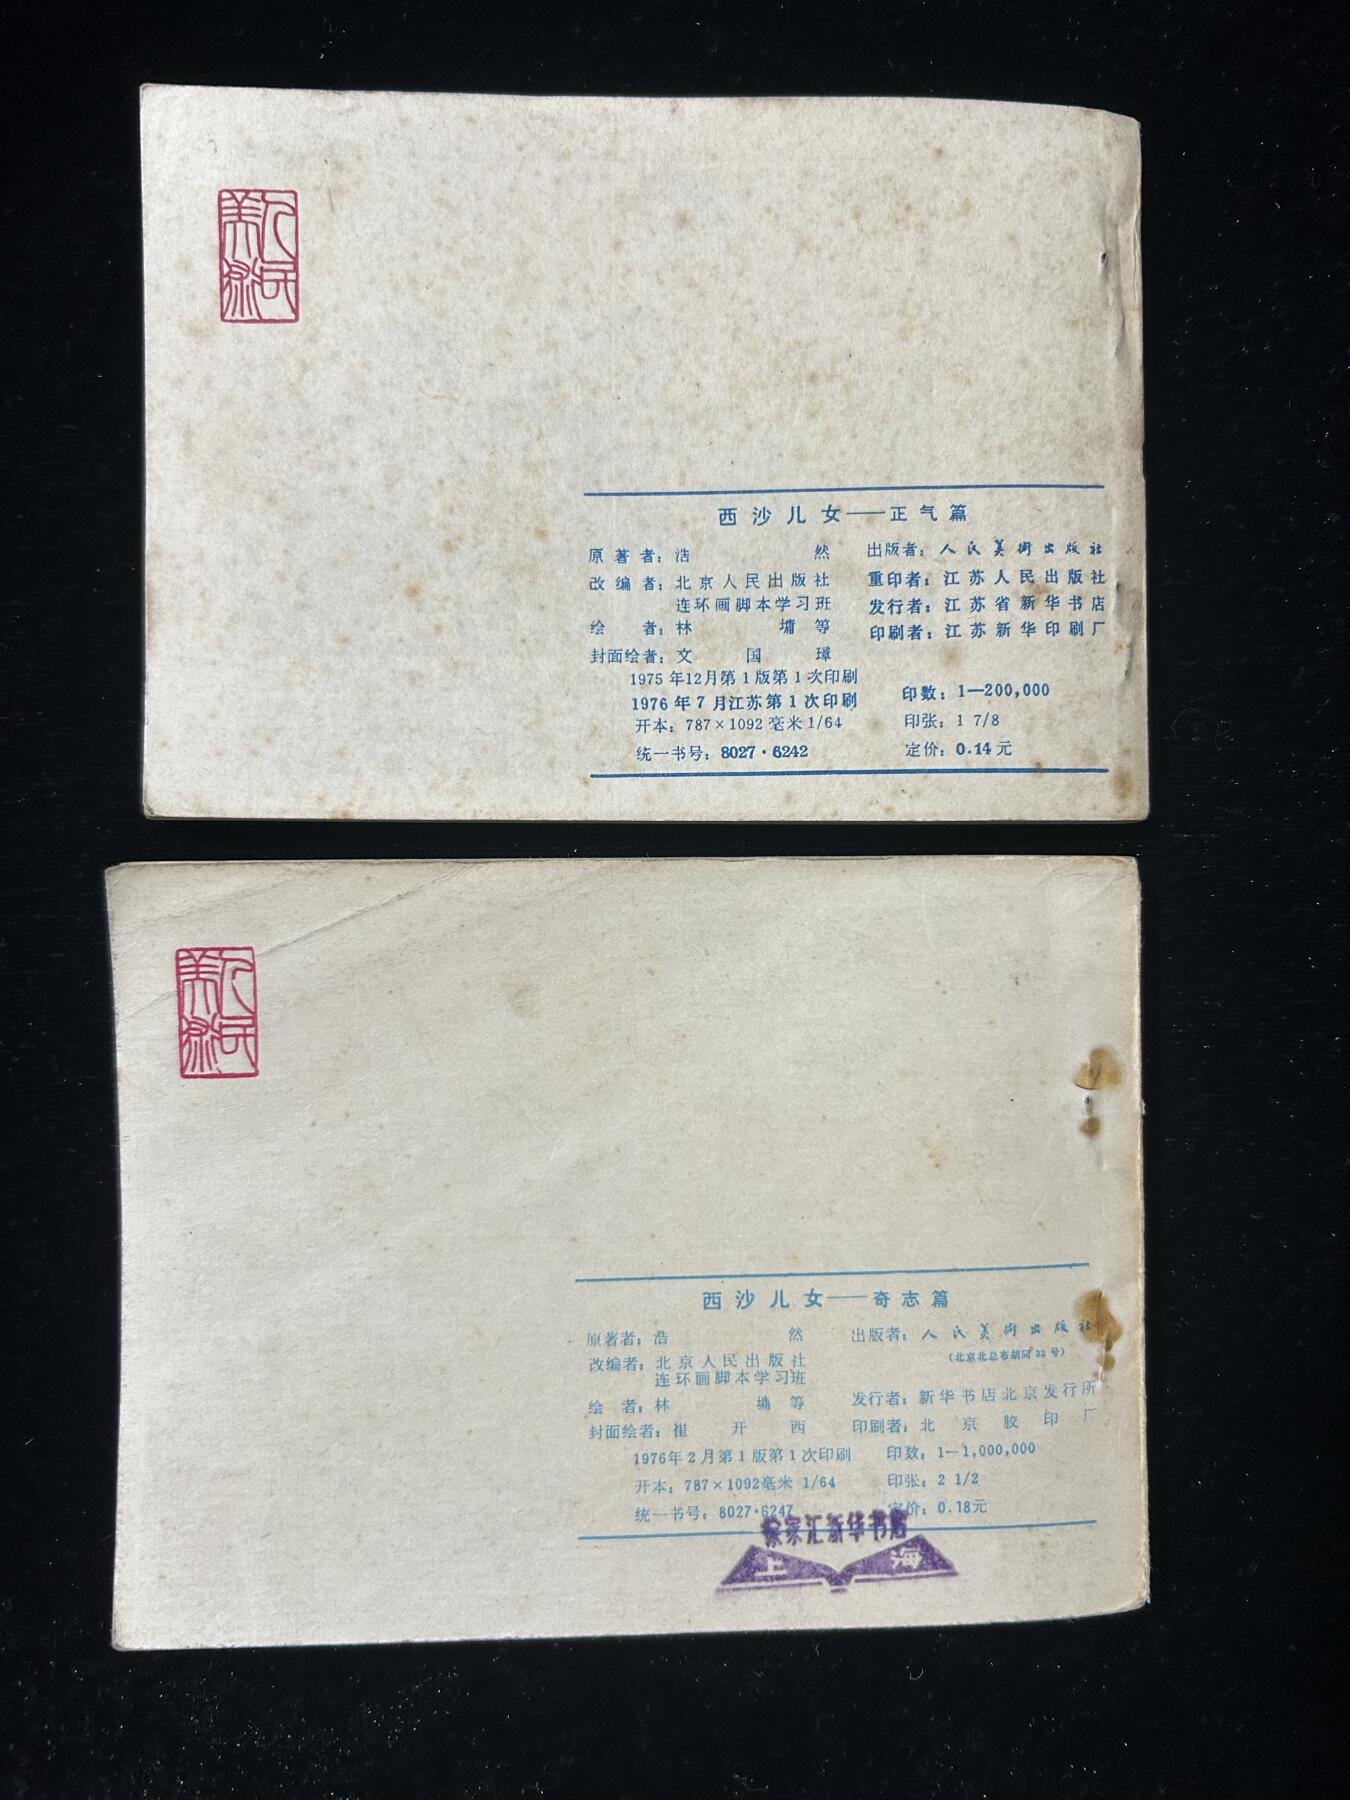 人民
美術
西沙儿女——正气篇
原著者：浩然
改编者：北京人民出版社
连环画脚本学习班
绘者：林墉等
封面绘者：文国璋
1975年12月第1版第1次印刷
1976年7月江苏第1次印刷
开本：787×1092毫米1/64
统一书号：8027·6242
出版者：人民美術出版社
重印者：江苏人民出版社
发行者：江苏省新华书店
印刷者：江苏新华印刷厂
印数：1—200,000
印张：1 7/8
定价：0.14元
人民
美術
西沙儿女——奇志篇
原著者：浩然
改编者：北京人民出版社
连环画脚本学习班
绘者：林墉等
封面绘者：崔开西
1976年2月第1版第1次印刷
开本：787×1092毫米 1/64
统一书号：8027·6247
出版者：人民美術出版社
（北京北总布胡同32号）
发行者：新华书店北京发行所
印刷者：北京胶印厂
印数：1—1,000,000
印张：2 1/2
定价：0.18元
徐家汇新华书店
上海